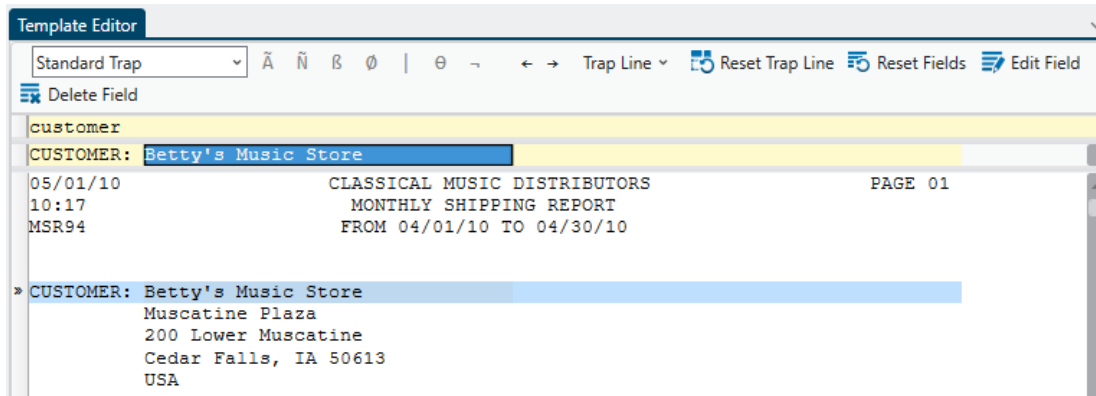 Template Editor
Standard Trap Ã Ñ ß Ø | Θ ¬ ← → Trap Line Reset Trap Line Reset Fields Edit Field
Delete Field
customer
CUSTOMER: Betty's Music Store
05/01/10 CLASSICAL MUSIC DISTRIBUTORS PAGE 01
10:17 MONTHLY SHIPPING REPORT
MSR94 FROM 04/01/10 TO 04/30/10
» CUSTOMER: Betty's Music Store
Muscatine Plaza
200 Lower Muscatine
Cedar Falls, IA 50613
USA